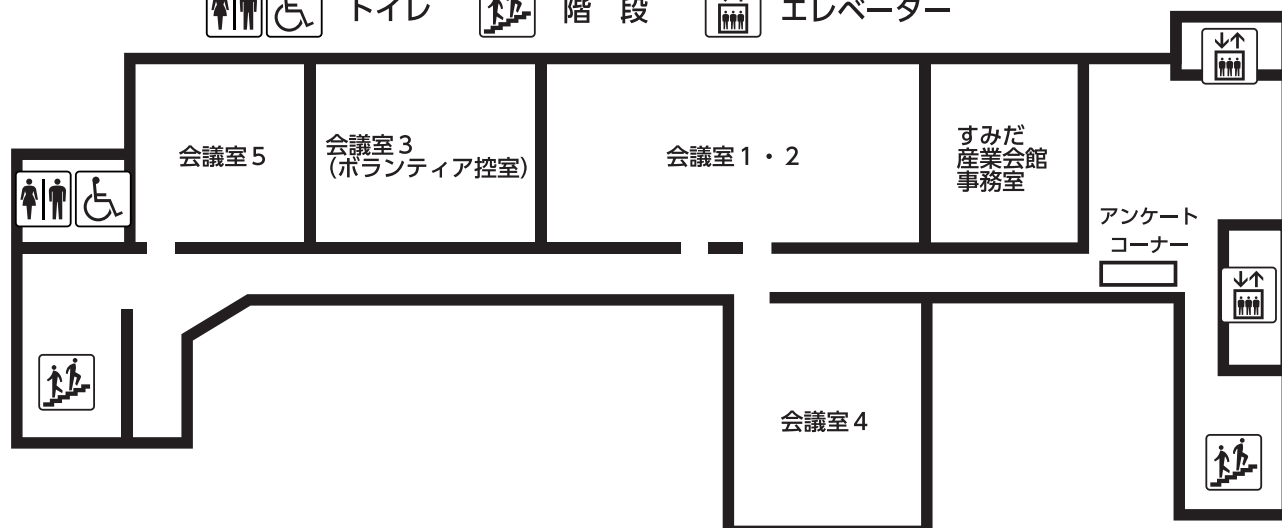 トイレ 階 段 エレベーター
会議室5
会議室3
（ボランティア控室）
会議室1・2
すみだ
産業会館
事務室
アンケート
コーナー
会議室4